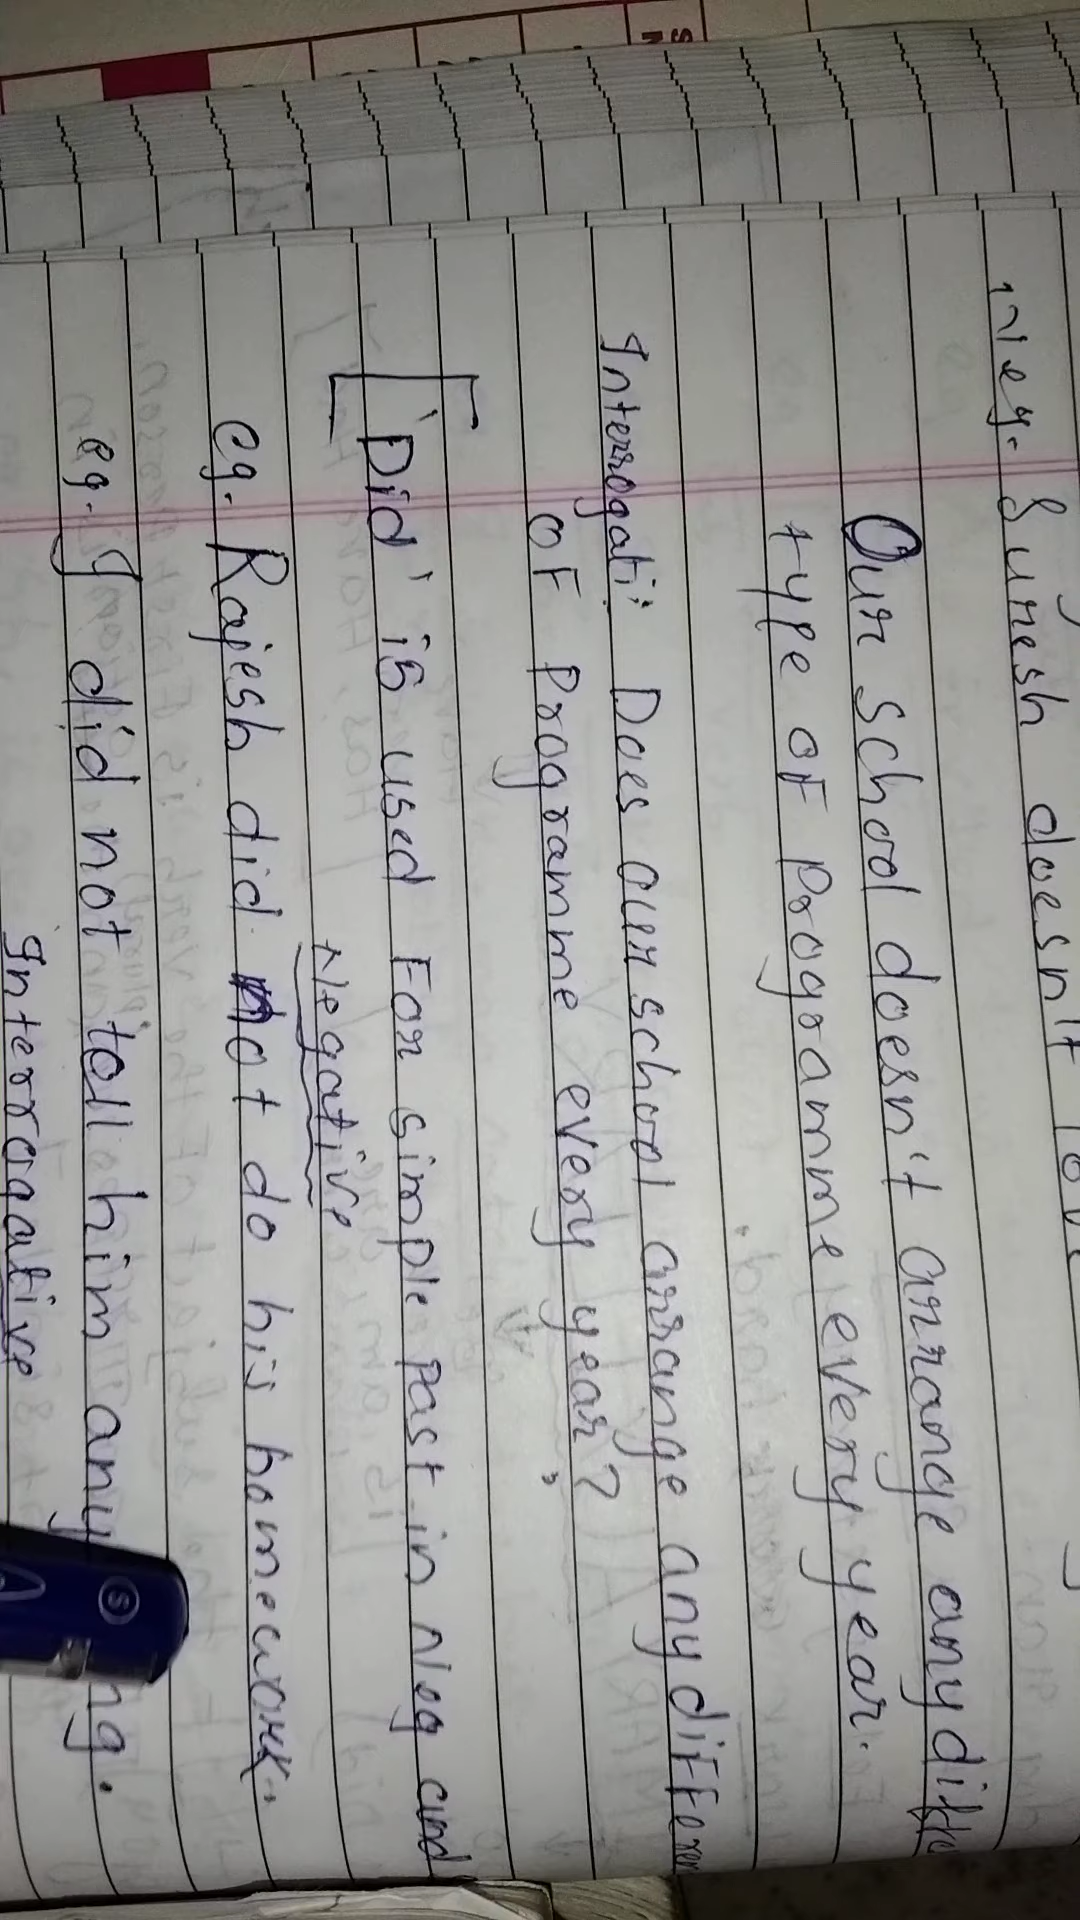 Neg. Suresh doesn't
Our school doesn't arrange any diffe
type of Programme every year.
Interrogati: Does our school arrange any differen
of Programme every year?
'Did' is used For simple past in Neg and
Negative
eg. Rajesh did not do his homework.
eg. I did not tell him
Interrogative